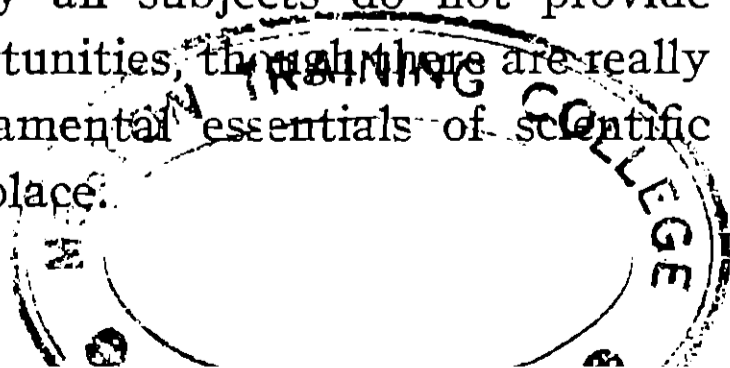 all subjects do not provide
tunities, though there are really
amental essentials of scientific
place.
TRAINING COLLEGE